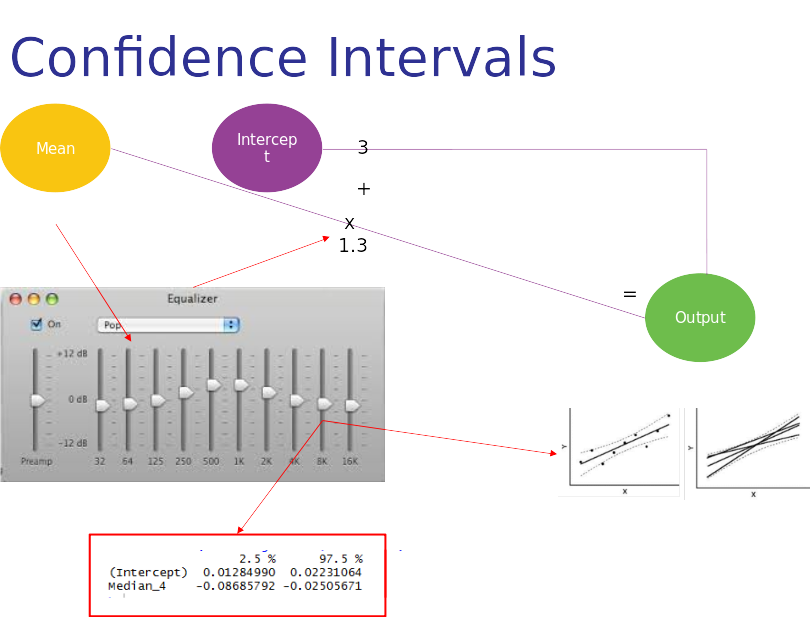 Confidence Intervals
Mean
Intercep
t
3
+
x
1.3
=
Output
Equalizer
On
Pop
+12 dB
0 dB
-12 dB
Preamp 32 64 125 250 500 1K 2K 4K 8K 16K
Y
X
Y
X
2.5 % 97.5 %
(Intercept) 0.01284990 0.02231064
Median_4 -0.08685792 -0.02505671